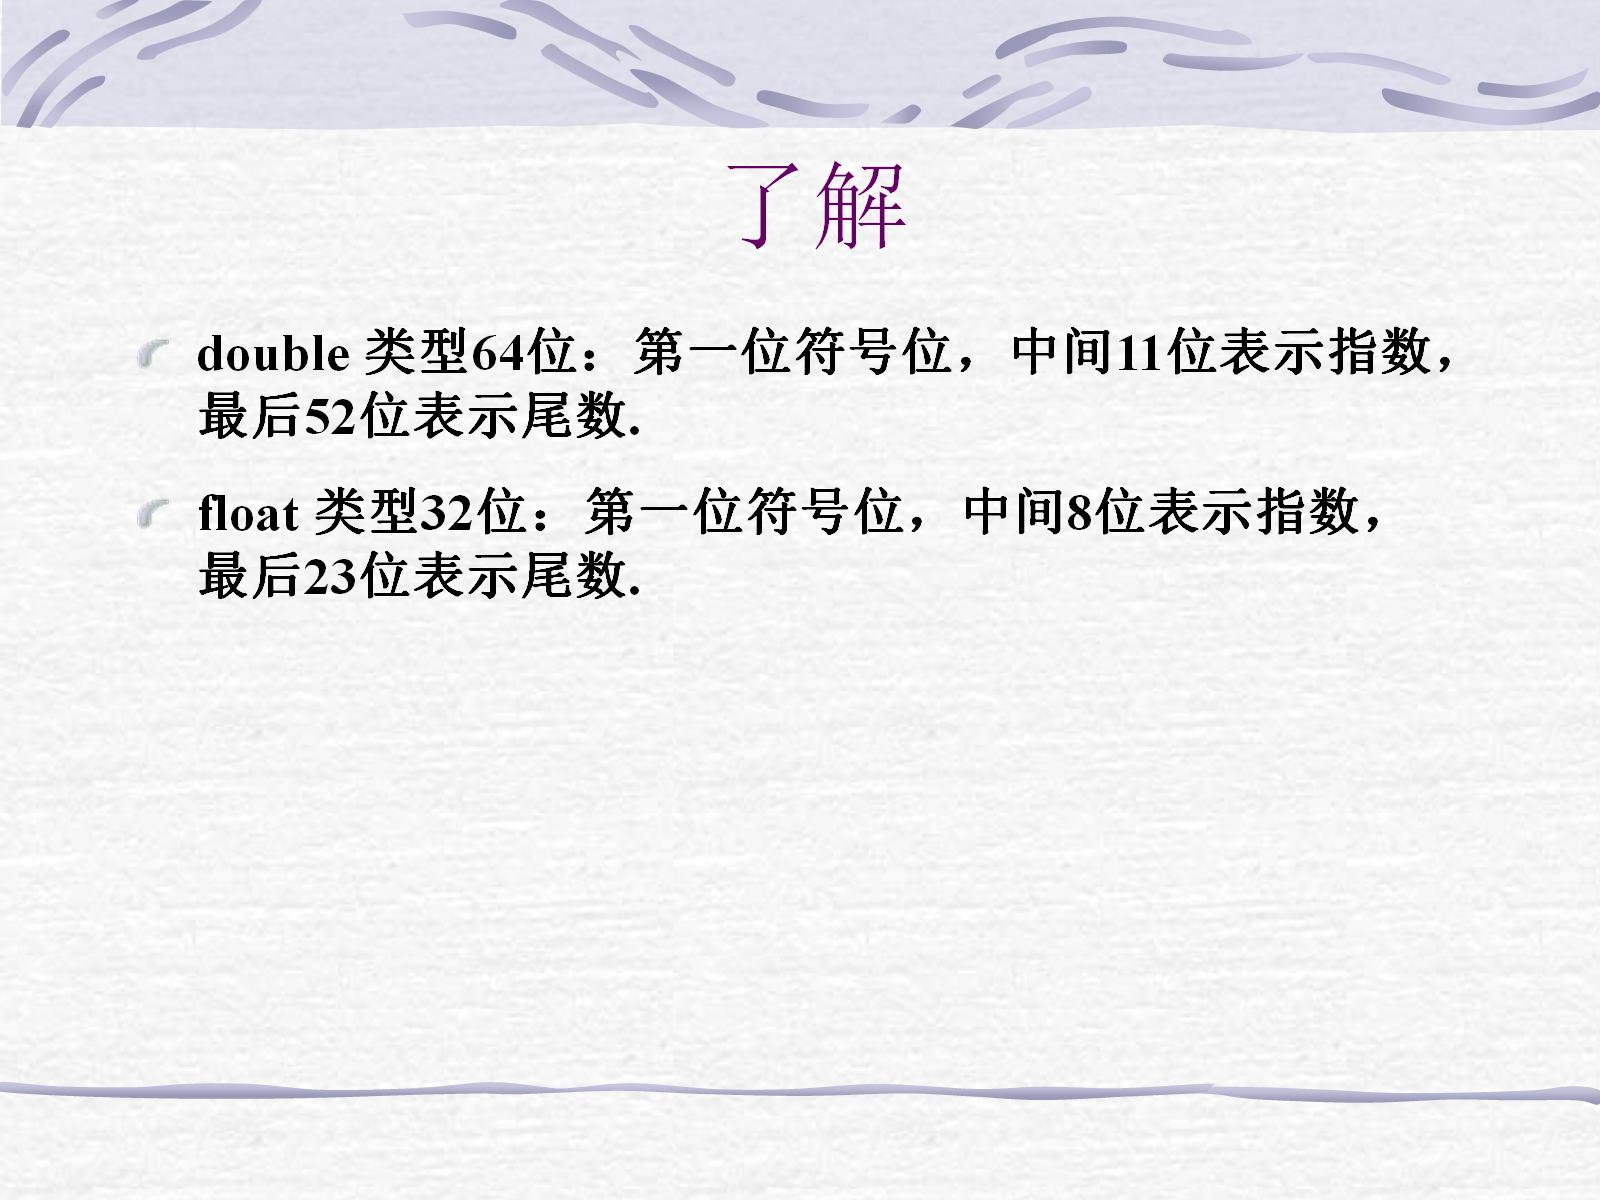 了解
double 类型64位：第一位符号位，中间11位表示指数，
最后52位表示尾数.
float 类型32位：第一位符号位，中间8位表示指数，
最后23位表示尾数.